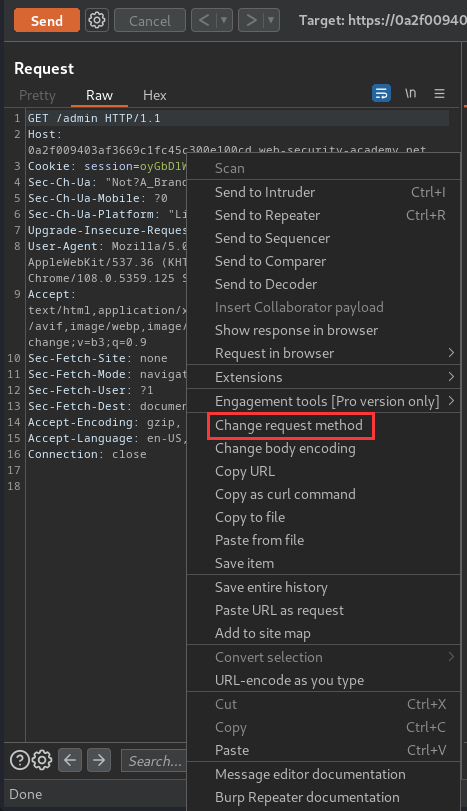 Send
Cancel
<
>
Target: https://0a2f00940
Request
Pretty Raw Hex
\n
1 GET /admin HTTP/1.1
2 Host:
0a2f009403af3669c1fc45c300e100cd.web-security-academy.net
3 Cookie: session=
4 Sec-Ch-Ua: "Not?A_Brand
5 Sec-Ch-Ua-Mobile: ?0
6 Sec-Ch-Ua-Platform: "Li
7 Upgrade-Insecure-Reques
8 User-Agent: Mozilla/5.0
AppleWebKit/537.36 (KHT
Chrome/108.0.5359.125 S
9 Accept:
text/html,application/x
/avif,image/webp,image/
change;v=b3;q=0.9
10 Sec-Fetch-Site: none
11 Sec-Fetch-Mode: navigat
12 Sec-Fetch-User: ?1
13 Sec-Fetch-Dest: documen
14 Accept-Encoding: gzip,
15 Accept-Language: en-US,
16 Connection: close
17
18
Scan
Send to Intruder Ctrl+I
Send to Repeater Ctrl+R
Send to Sequencer
Send to Comparer
Send to Decoder
Insert Collaborator payload
Show response in browser
Request in browser >
Extensions >
Engagement tools [Pro version only] >
Change request method
Change body encoding
Copy URL
Copy as curl command
Copy to file
Paste from file
Save item
Save entire history
Paste URL as request
Add to site map
Convert selection >
URL-encode as you type
Cut Ctrl+X
Copy Ctrl+C
Paste Ctrl+V
Message editor documentation
Burp Repeater documentation
?
Search...
Done